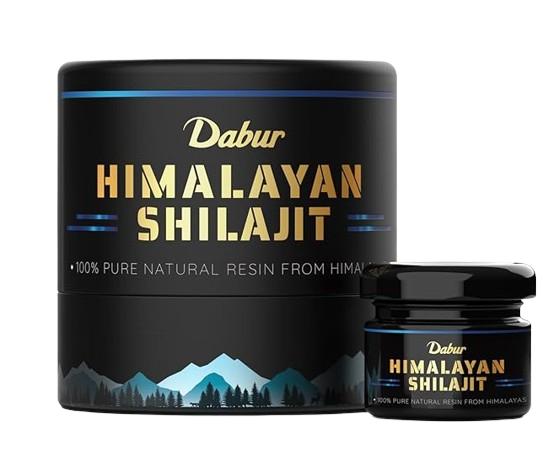 Dabur
HIMALAYAN
SHILAJIT
• 100% PURE NATURAL RESIN FROM HIMAL
Dabur
HIMALAYAN
SHILAJIT
• 100% PURE NATURAL RESIN FROM HIMALAYAS